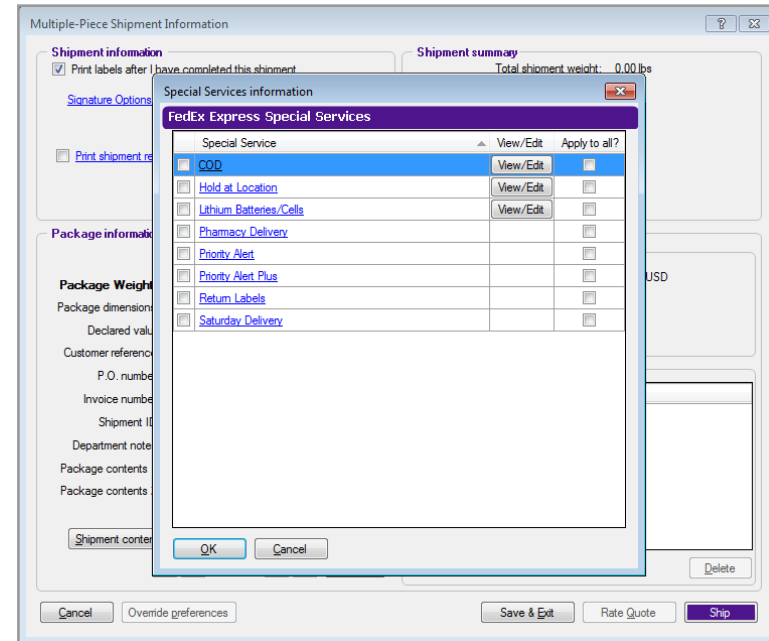 Multiple-Piece Shipment Information
Shipment information
Print labels after I have completed this shipment
Signature Options
Print shipment re
Shipment summary
Total shipment weight: 0.00 lbs
Special Services information
FedEx Express Special Services
Special Service View/Edit Apply to all?
COD View/Edit
Hold at Location View/Edit
Lithium Batteries/Cells View/Edit
Pharmacy Delivery
Priority Alert
Priority Alert Plus
Return Labels
Saturday Delivery
OK Cancel
Package informatio
Package Weight
Package dimensions
Declared valu
Customer reference
P.O. numbe
Invoice numbe
Shipment ID
Department note
Package contents
Package contents
Shipment conten
USD
Delete
Cancel Override preferences Save & Exit Rate Quote Ship